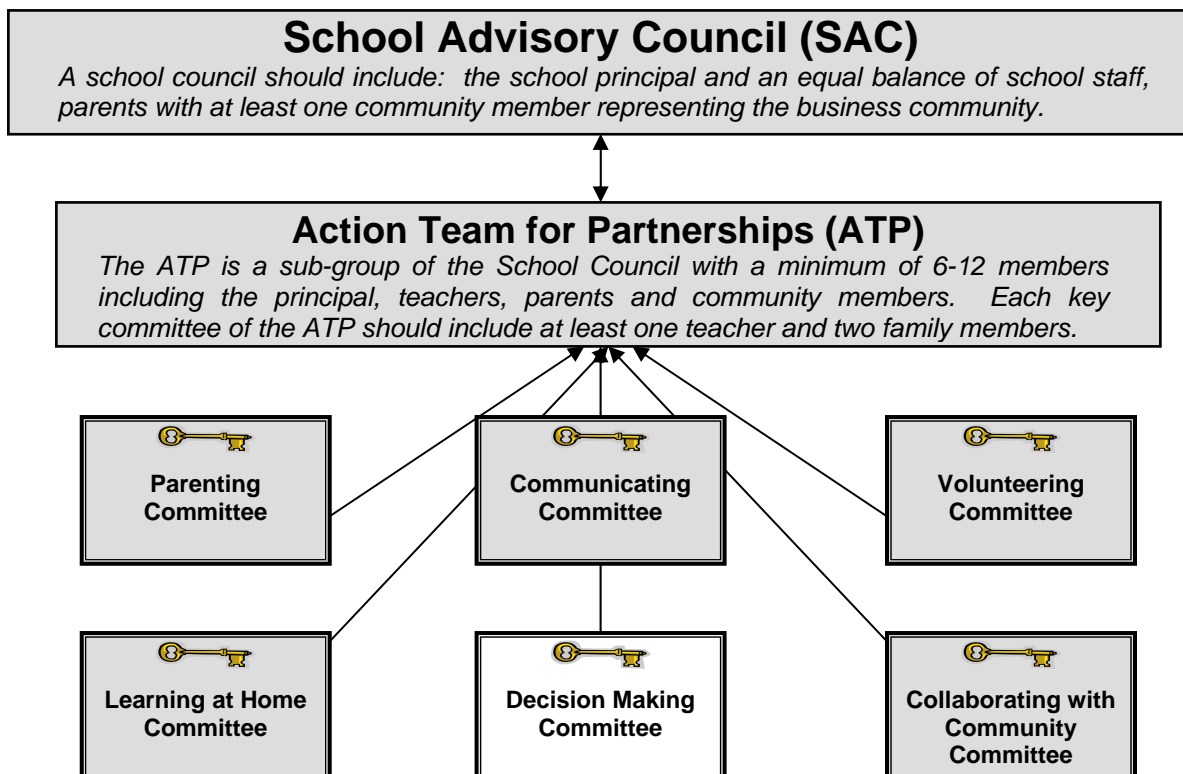 School Advisory Council (SAC)
A school council should include: the school principal and an equal balance of school staff,
parents with at least one community member representing the business community.
Action Team for Partnerships (ATP)
The ATP is a sub-group of the School Council with a minimum of 6-12 members
including the principal, teachers, parents and community members. Each key
committee of the ATP should include at least one teacher and two family members.
Parenting
Committee
Communicating
Committee
Volunteering
Committee
Learning at Home
Committee
Decision Making
Committee
Collaborating with
Community
Committee